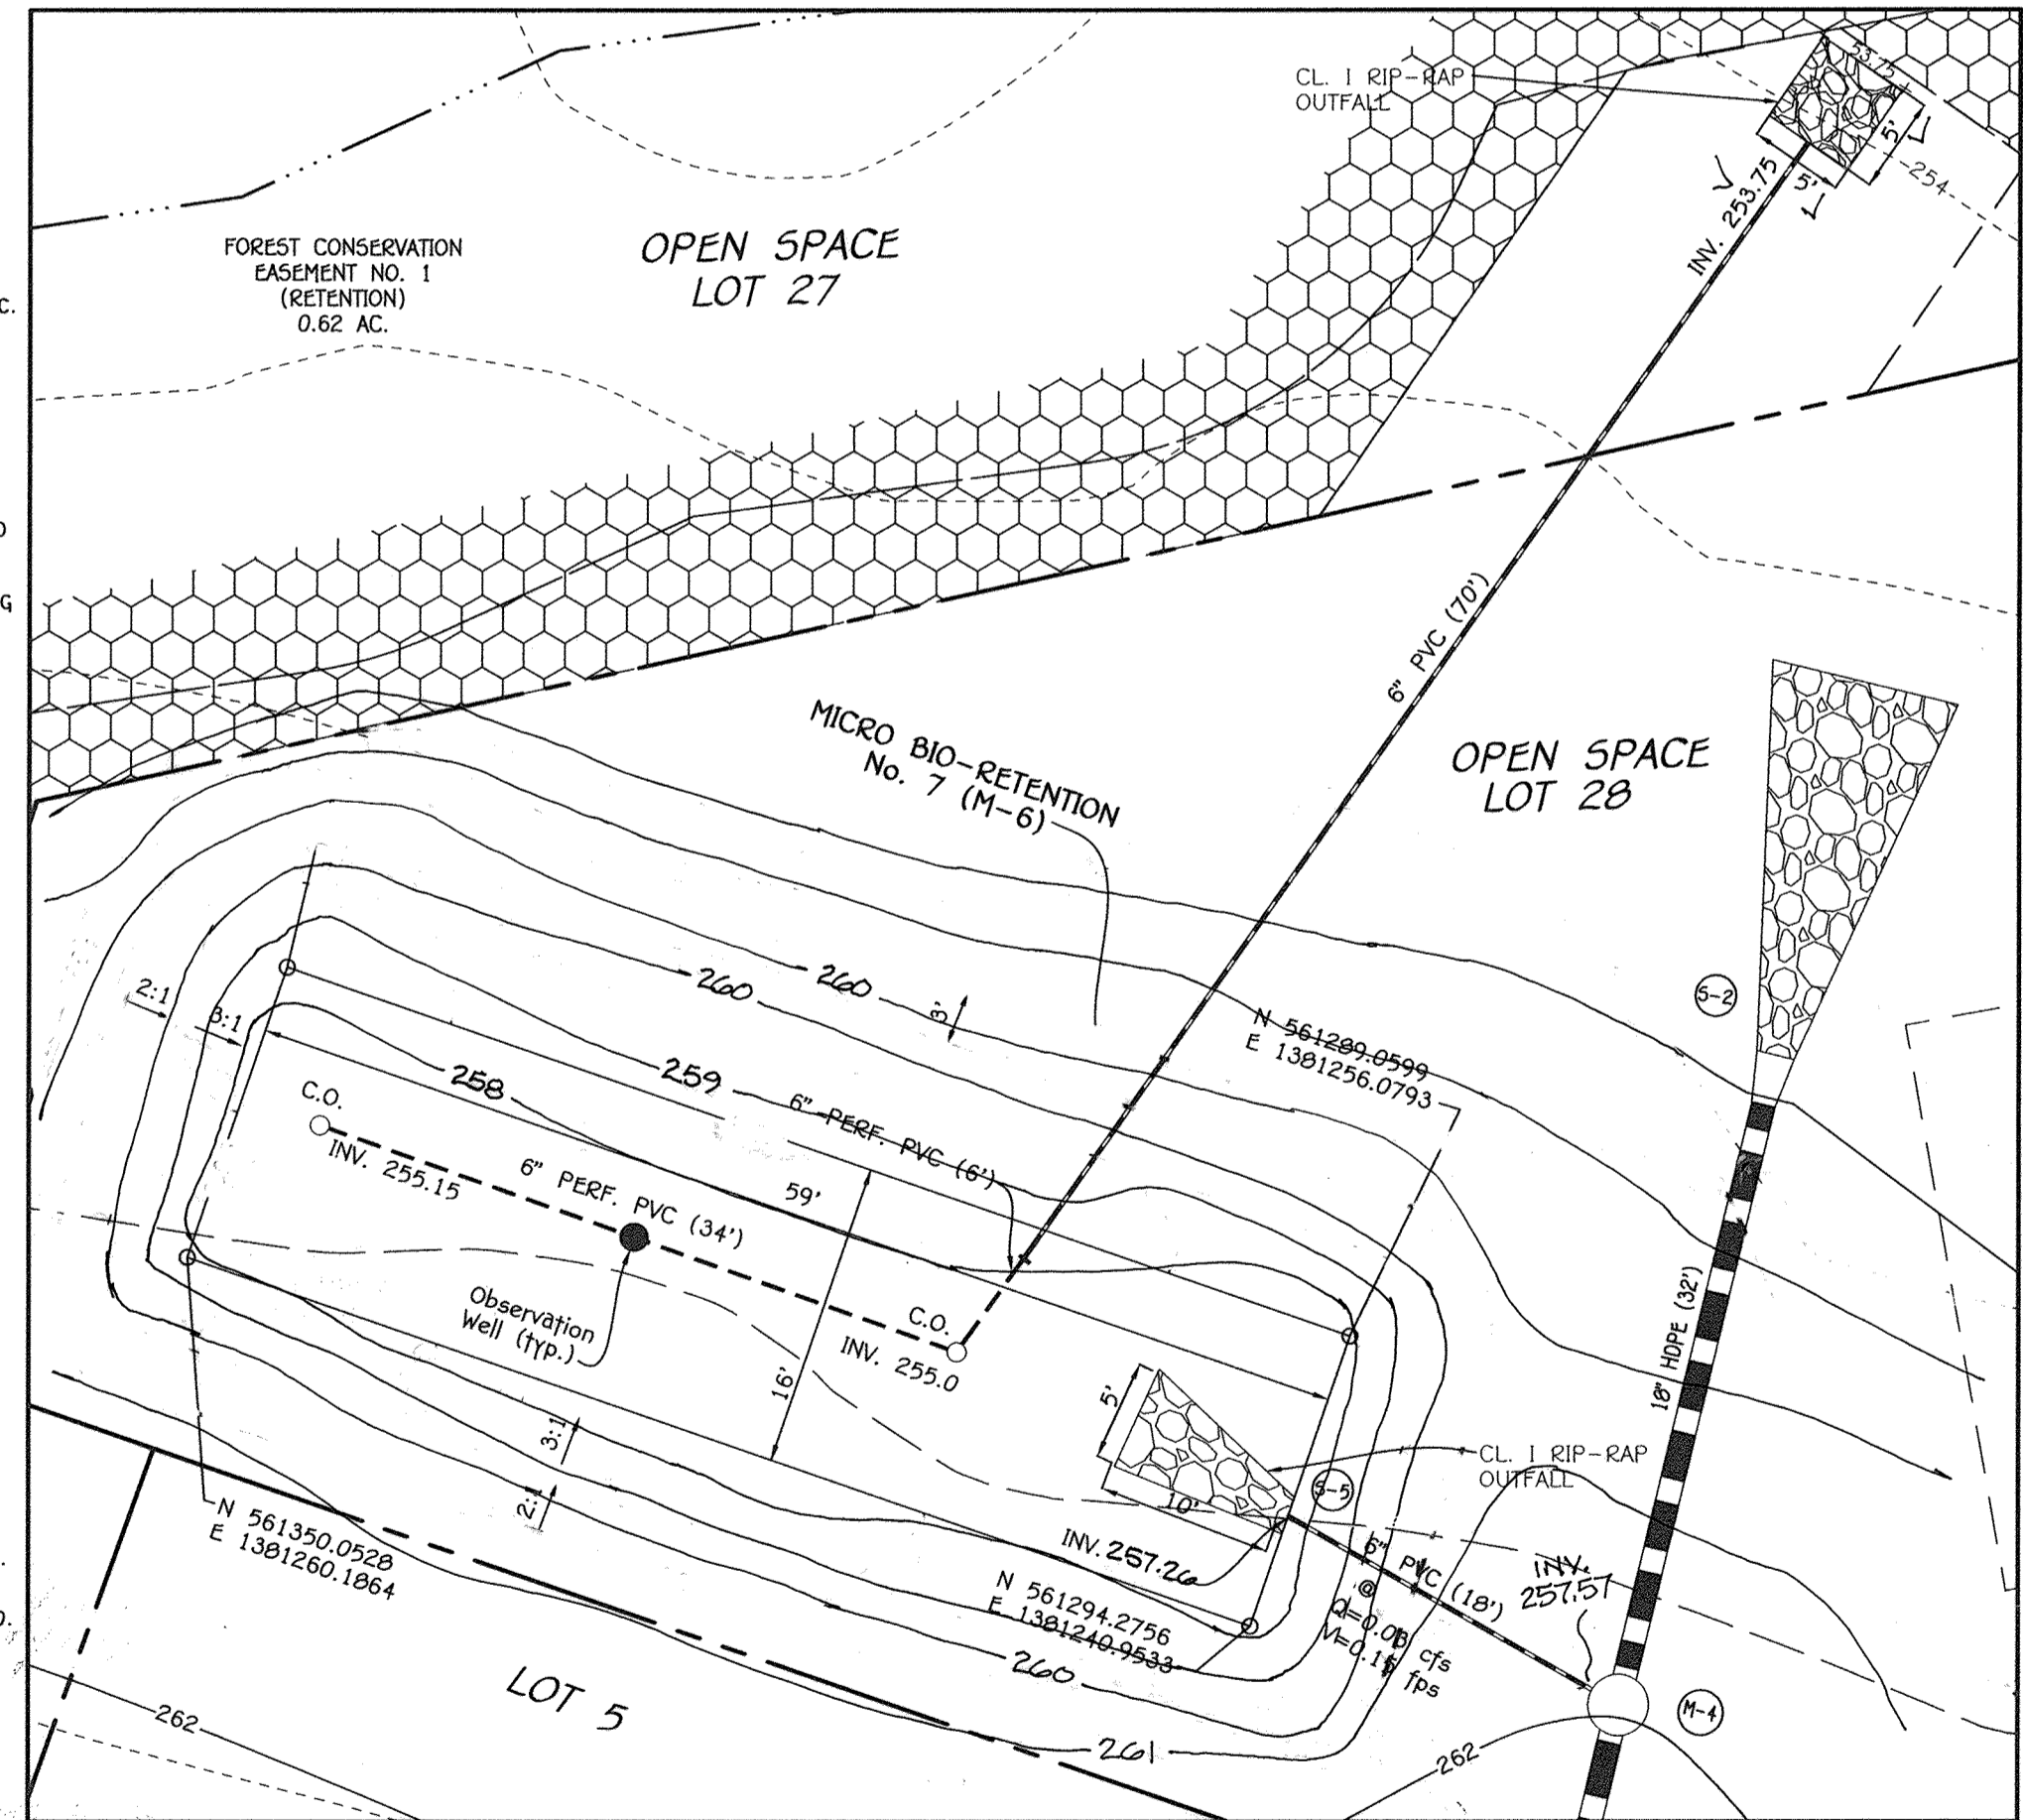 CL. I RIP-RAP
OUTFALL
53.75
5'
5'
254
INV. 253.75
FOREST CONSERVATION
EASEMENT NO. 1
(RETENTION)
0.62 AC.
OPEN SPACE
LOT 27
C.
G
6" PVC (70')
MICRO BIO-RETENTION
No. 7 (M-6)
OPEN SPACE
LOT 28
S-2
2:1
3:1
260
260
3'
N 561289.0599
E 1381256.0793
258
259
C.O.
INV. 255.15
6" PERF. PVC (34')
6" PERF. PVC (6')
59'
16'
Observation
Well (typ.)
C.O.
INV. 255.0
18" HDPE (32')
5'
10'
CL. I RIP-RAP
OUTFALL
S-5
3:1
2:1
N 561350.0528
E 1381260.1864
INV. 257.26
N 561294.2756
E 1381240.9533
6" PVC (18')
@
cfs
fps
INV.
257.57
M-4
LOT 5
260
261
262
262